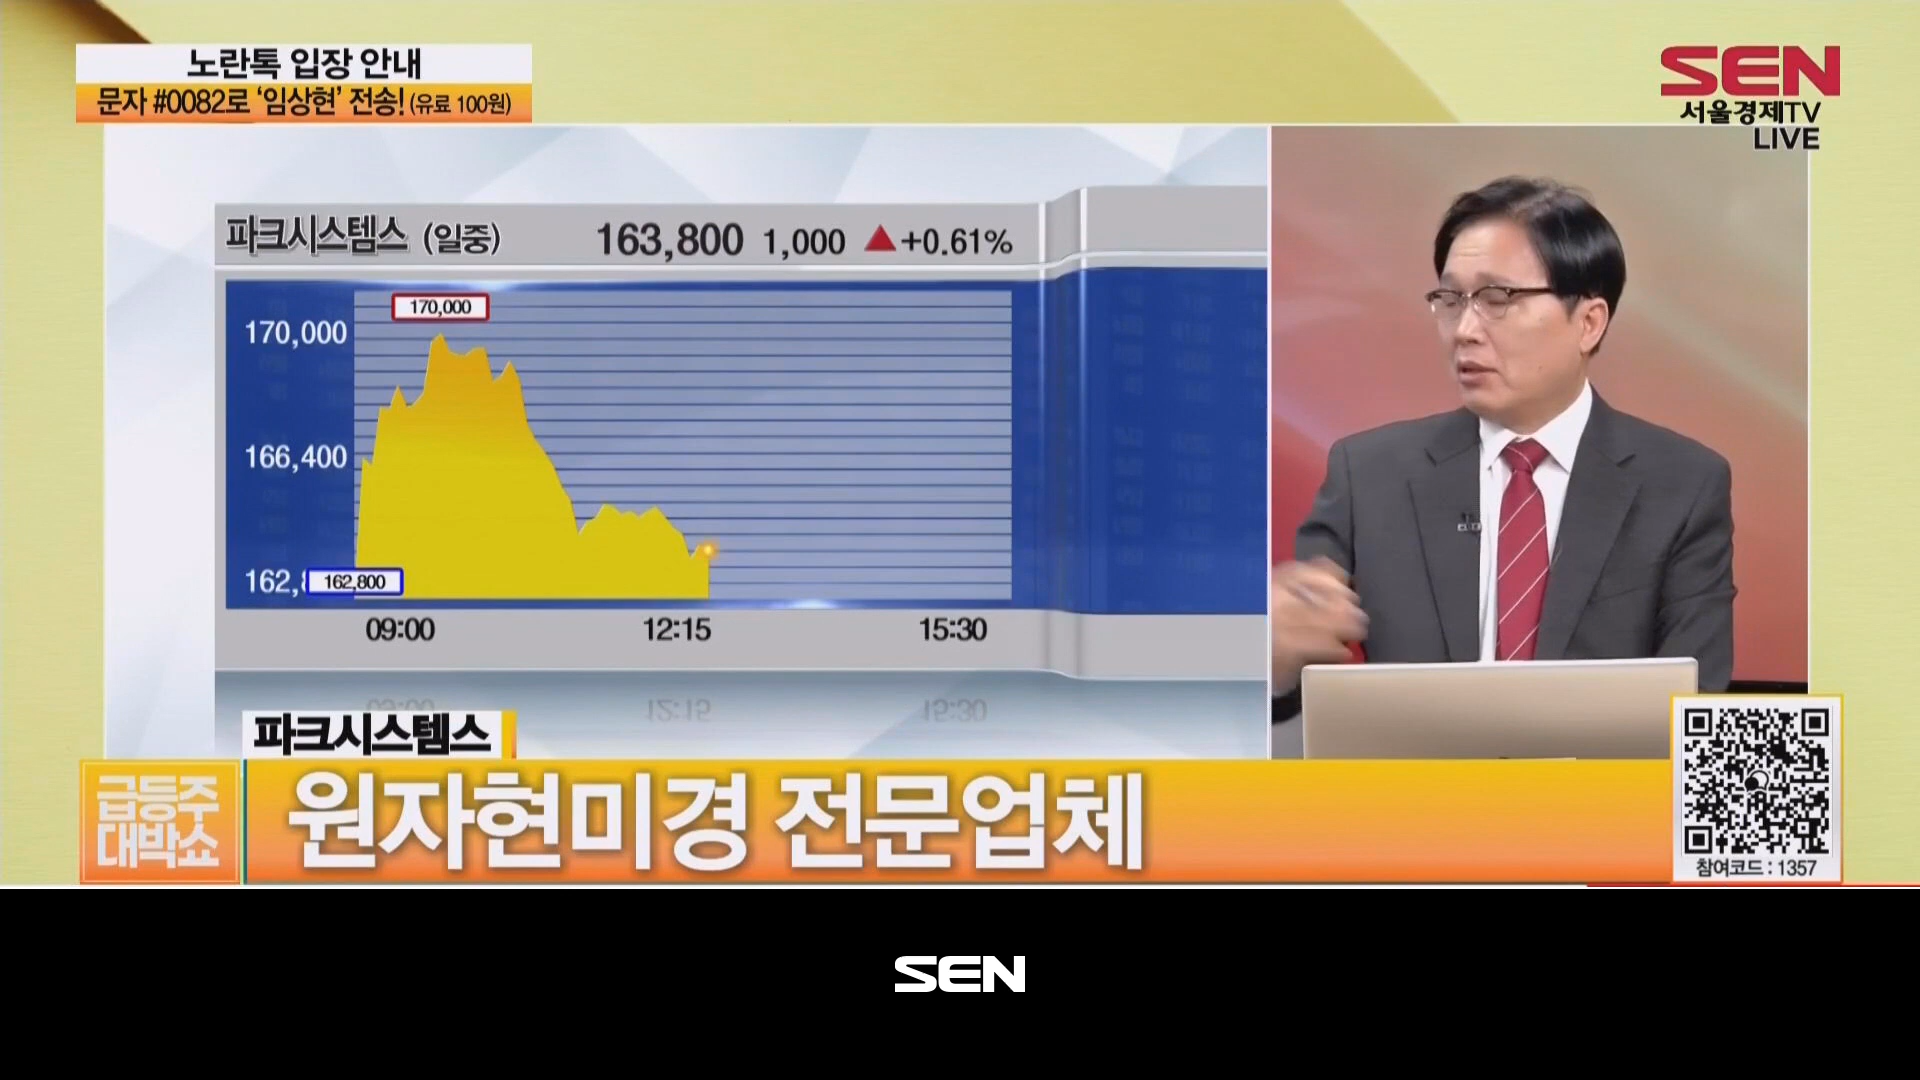 노란톡 입장 안내
문자 #0082로 '임상현' 전송! (유료 100원)
SEN
서울경제TV
LIVE
파크시스템스 (일중) 163,800 1,000 ▲+0.61%
170,000
170,000
166,400
162,800
09:00 12:15 15:30
파크시스템스
급등주
대박쇼
원자현미경 전문업체
참여코드 : 1357
SEN